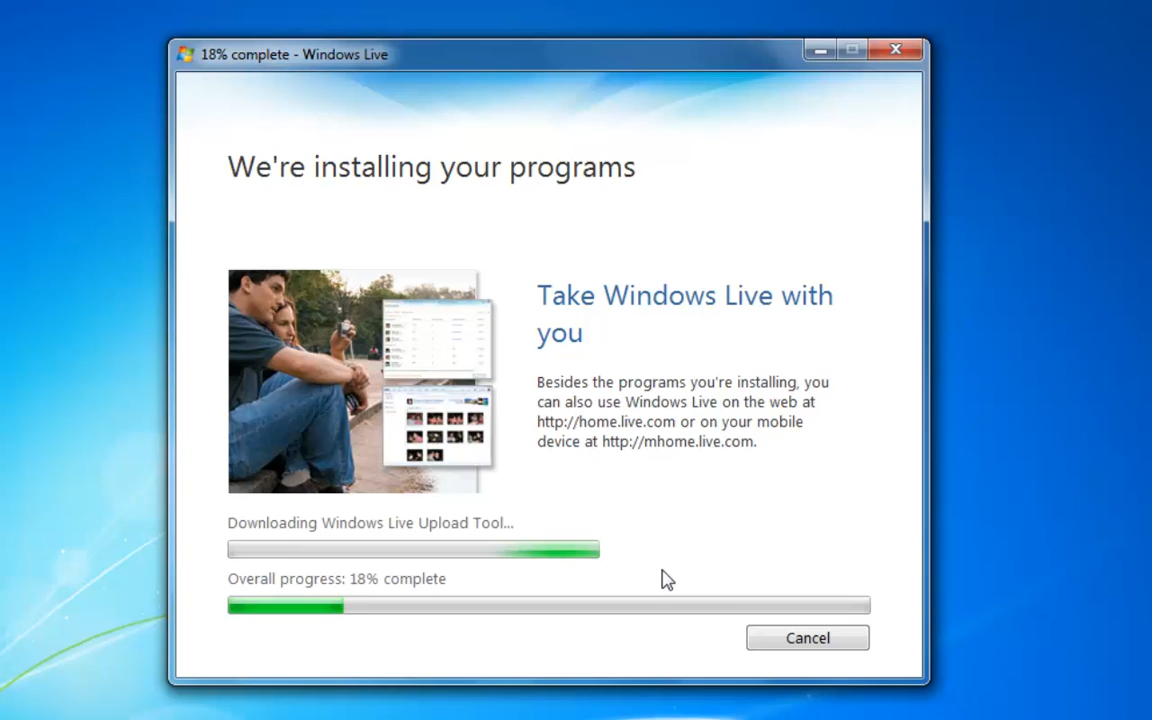 18% complete - Windows Live
We're installing your programs
Take Windows Live with
you
Besides the programs you're installing, you
can also use Windows Live on the web at
http://home.live.com or on your mobile
device at http://mhome.live.com.
Downloading Windows Live Upload Tool...
Overall progress: 18% complete
Cancel